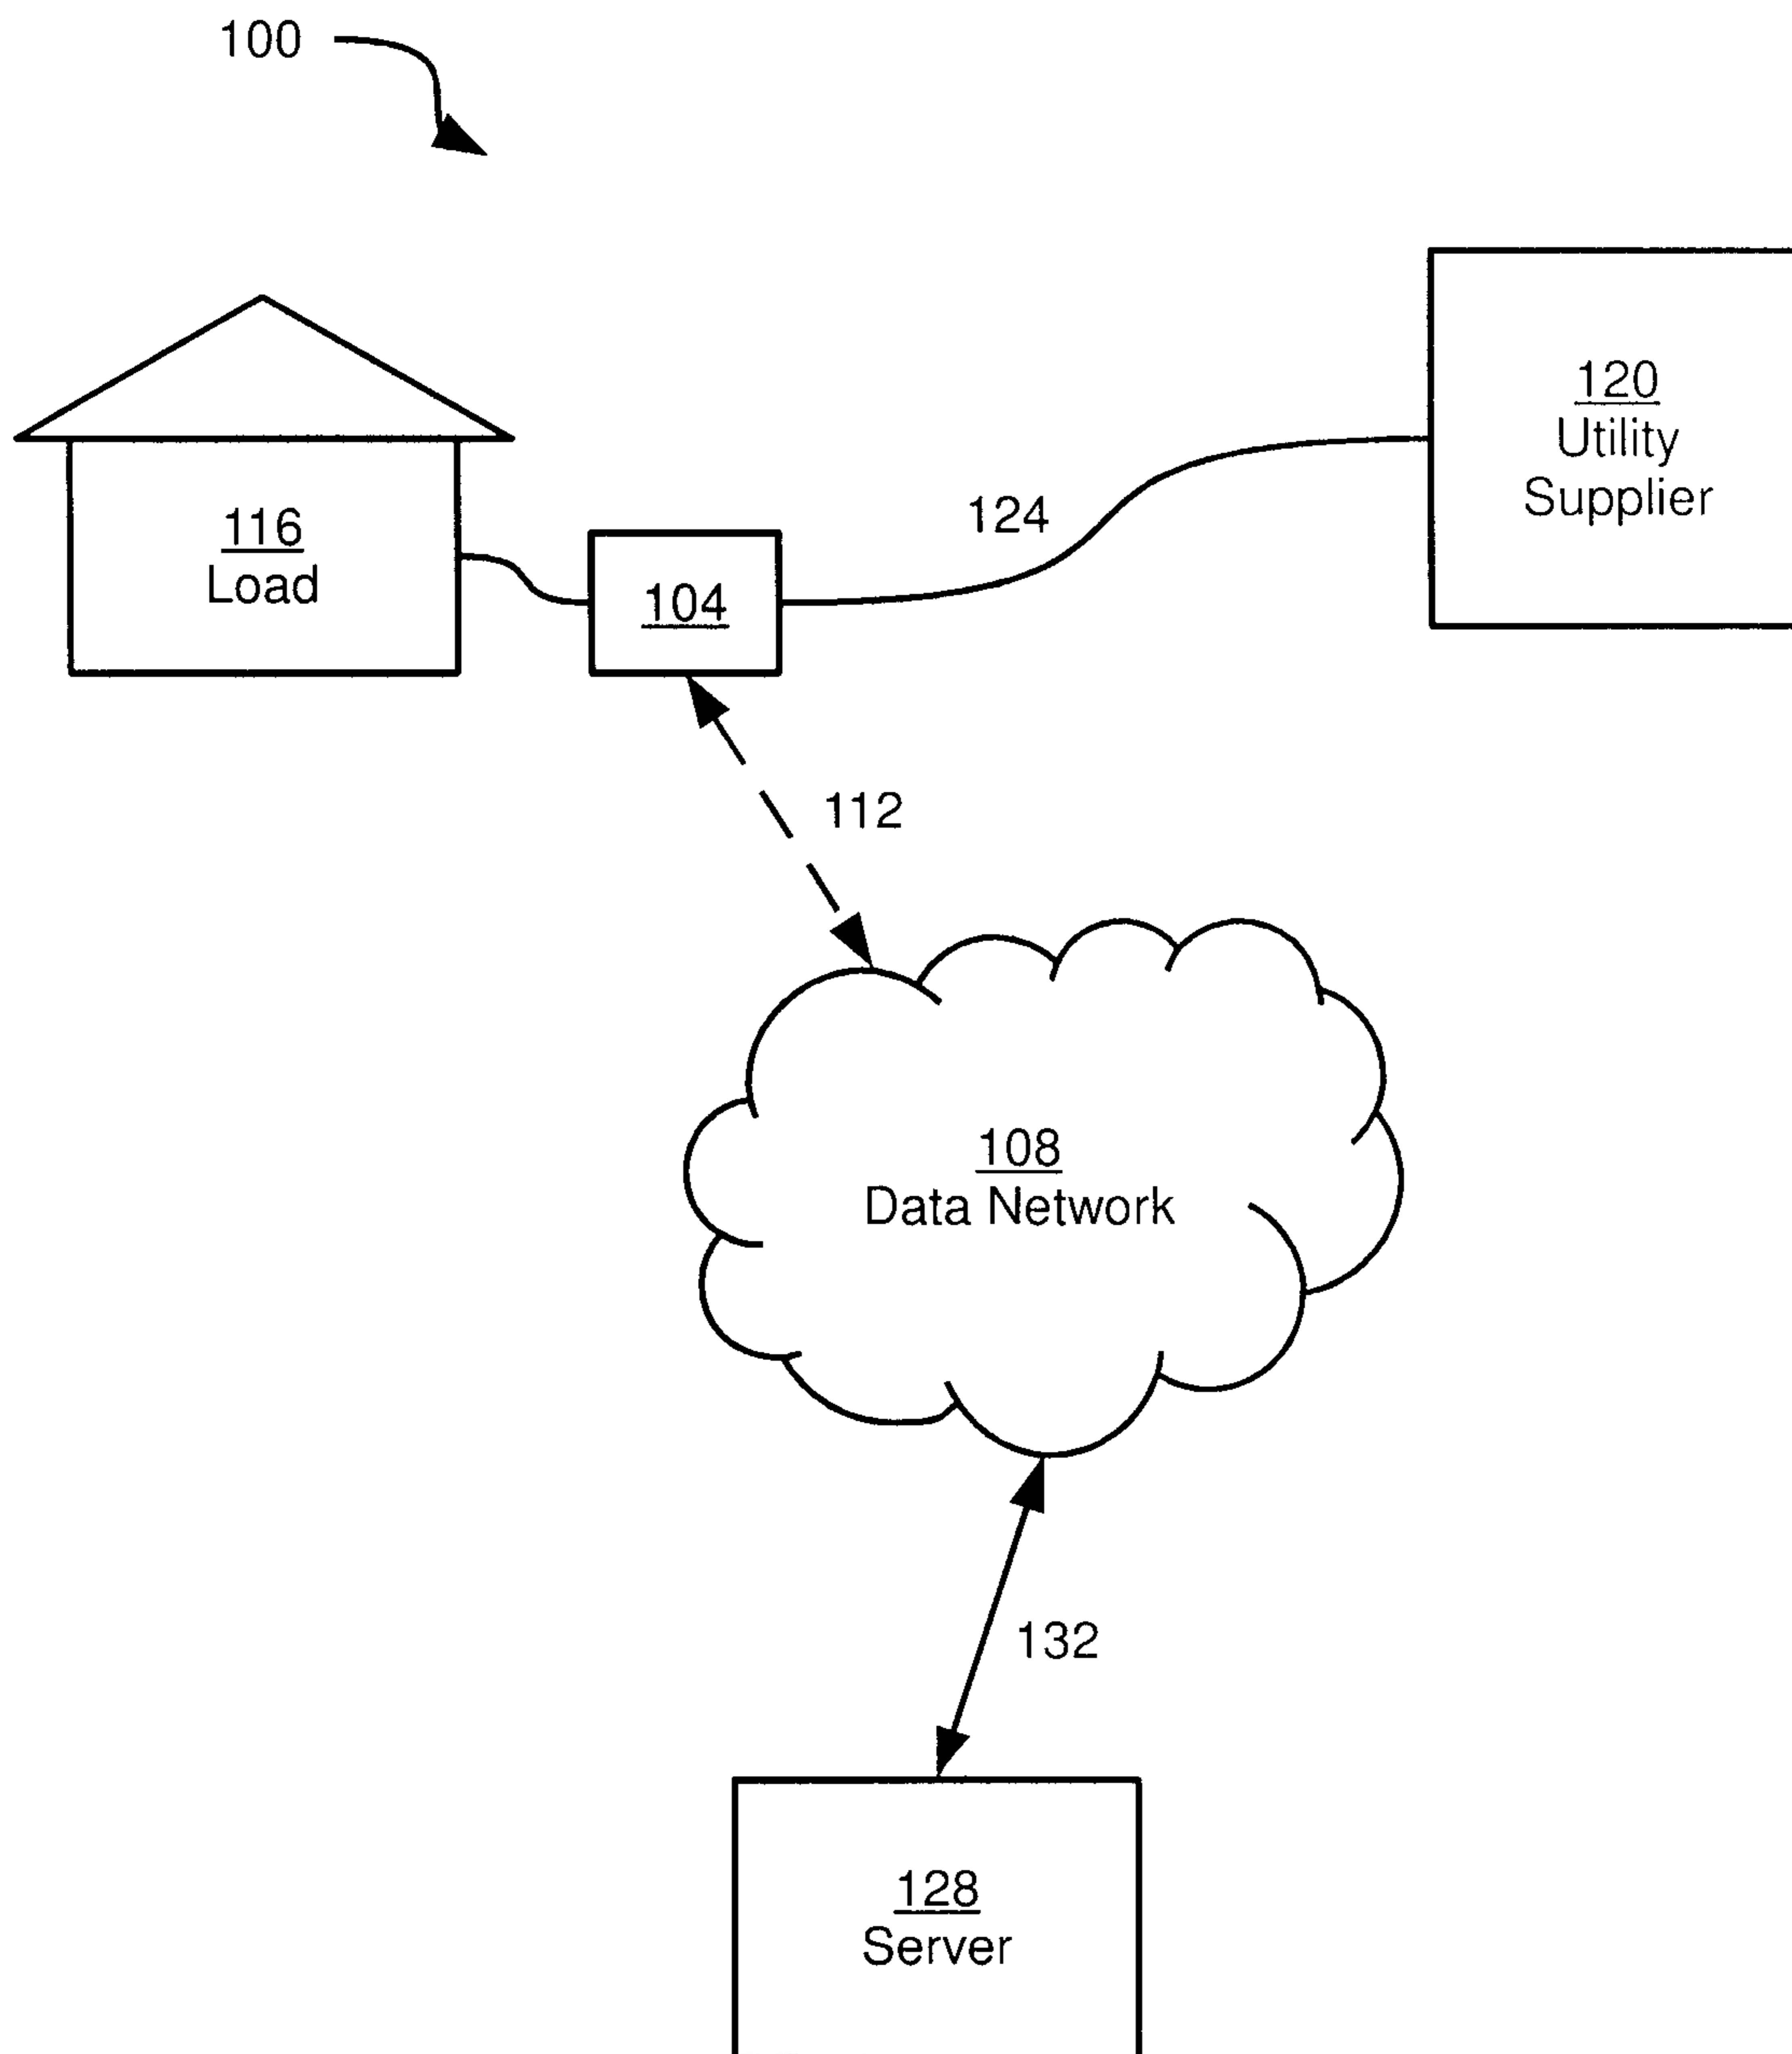 100
120
Utility
Supplier
116
Load
124
104
112
108
Data Network
132
128
Server